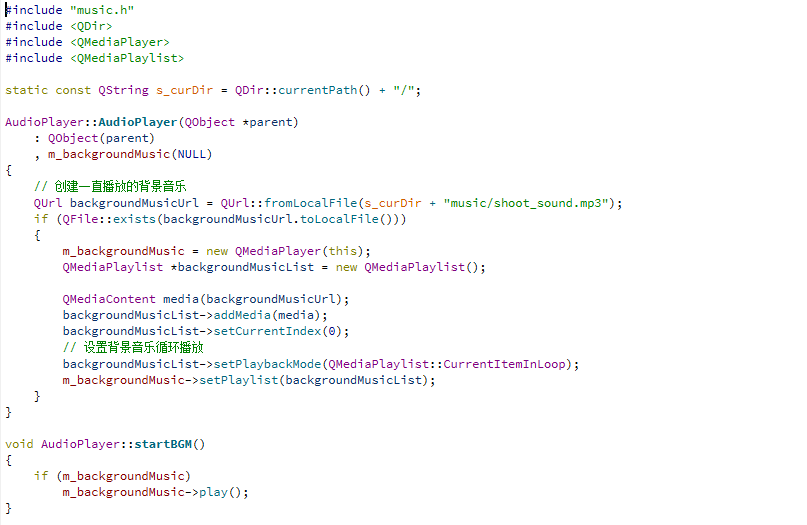 #include "music.h"
#include <QDir>
#include <QMediaPlayer>
#include <QMediaPlaylist>
static const QString s_curDir = QDir::currentPath() + "/";
AudioPlayer::AudioPlayer(QObject *parent)
    : QObject(parent)
    , m_backgroundMusic(NULL)
{
    // 创建一直播放的背景音乐
    QUrl backgroundMusicUrl = QUrl::fromLocalFile(s_curDir + "music/shoot_sound.mp3");
    if (QFile::exists(backgroundMusicUrl.toLocalFile()))
    {
        m_backgroundMusic = new QMediaPlayer(this);
        QMediaPlaylist *backgroundMusicList = new QMediaPlaylist();
        QMediaContent media(backgroundMusicUrl);
        backgroundMusicList->addMedia(media);
        backgroundMusicList->setCurrentIndex(0);
        // 设置背景音乐循环播放
        backgroundMusicList->setPlaybackMode(QMediaPlaylist::CurrentItemInLoop);
        m_backgroundMusic->setPlaylist(backgroundMusicList);
    }
}
void AudioPlayer::startBGM()
{
    if (m_backgroundMusic)
        m_backgroundMusic->play();
}